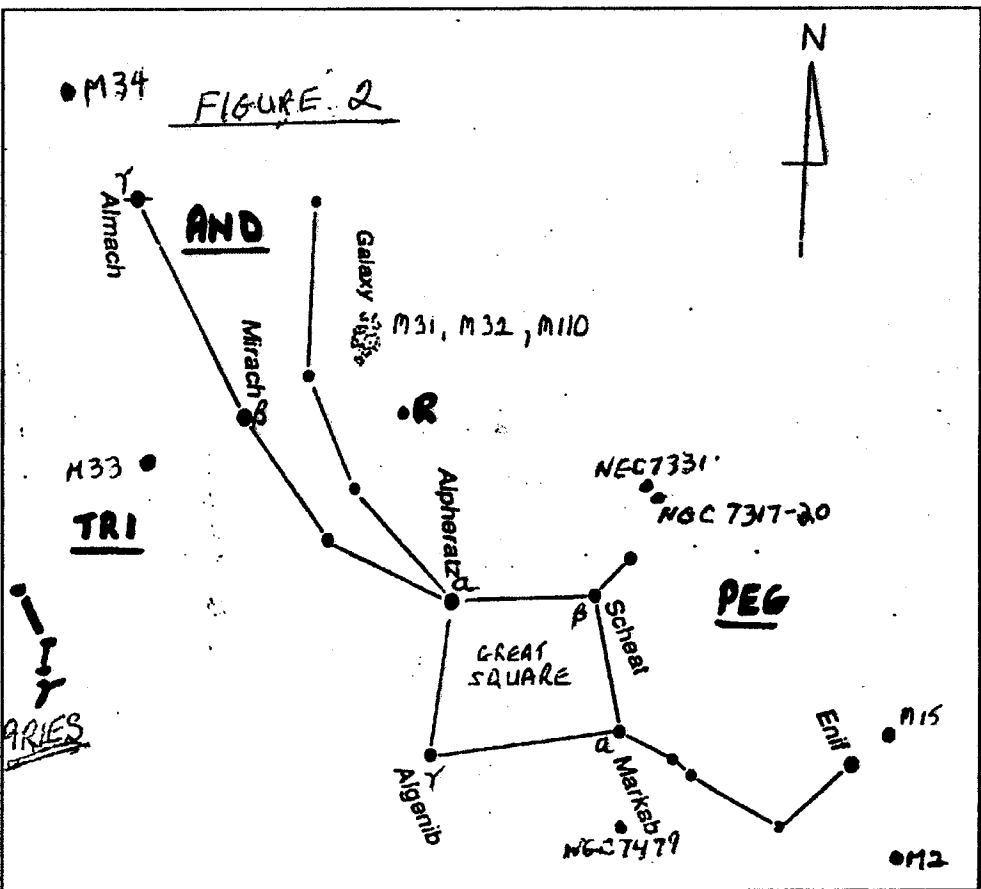 N
M34
FIGURE 2
γ
Almach
AND
Galaxy
M31, M32, M110
Mirach
β
R
M33
TRI
Alpheratz
α
NEC7331
NGC 7317-20
PEG
β
Scheat
GREAT
SQUARE
ARIES
γ
Algenib
α
Markab
Enif
M15
NGC7479
M2